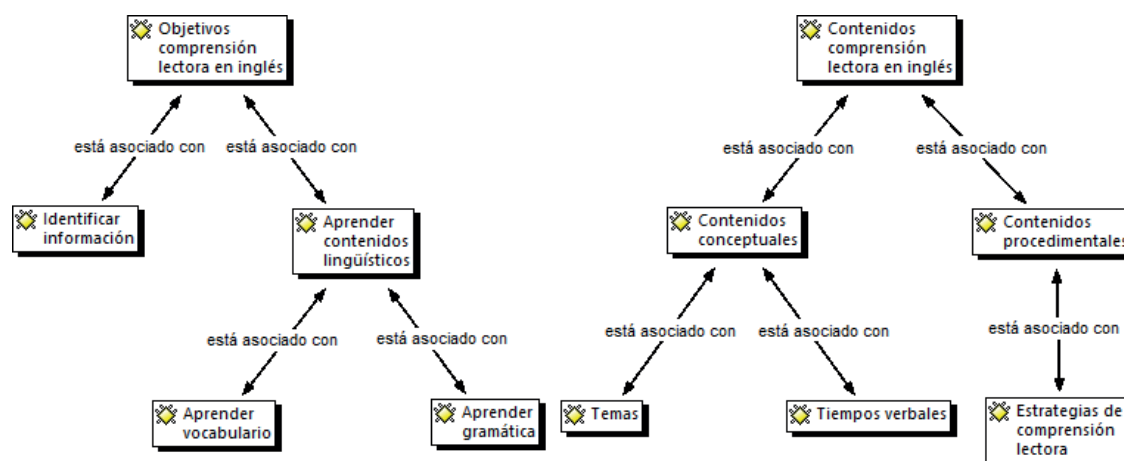 Objetivos
comprensión
lectora en inglés
Contenidos
comprensión
lectora en inglés
está asociado con
está asociado con
está asociado con
está asociado con
Identificar
información
Aprender
contenidos
lingüísticos
Contenidos
conceptuales
Contenidos
procedimentales
está asociado con
está asociado con
está asociado con
está asociado con
está asociado con
Aprender
vocabulario
Aprender
gramática
Temas
Tiempos verbales
Estrategias de
comprensión
lectora